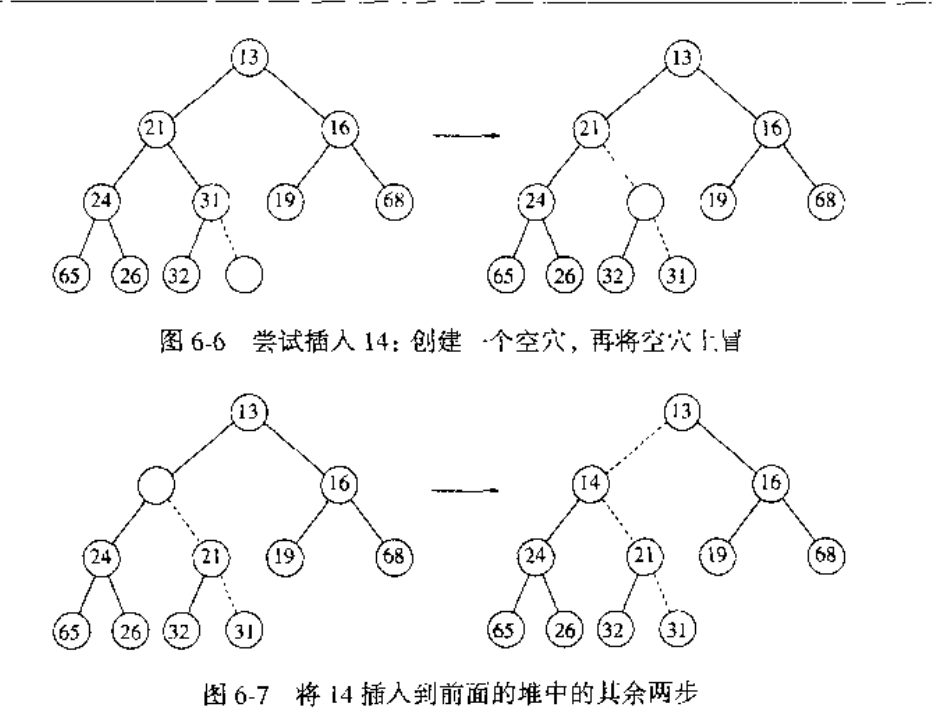 13 13
21 16 21 16
24 31 19 68 24 19 68
65 26 32 65 26 32 31
图 6-6 尝试插入 14：创建一个空穴，再将空穴上冒
13 13
16 14 16
24 21 19 68 24 21 19 68
65 26 32 31 65 26 32 31
图 6-7 将 14 插入到前面的堆中的其余两步